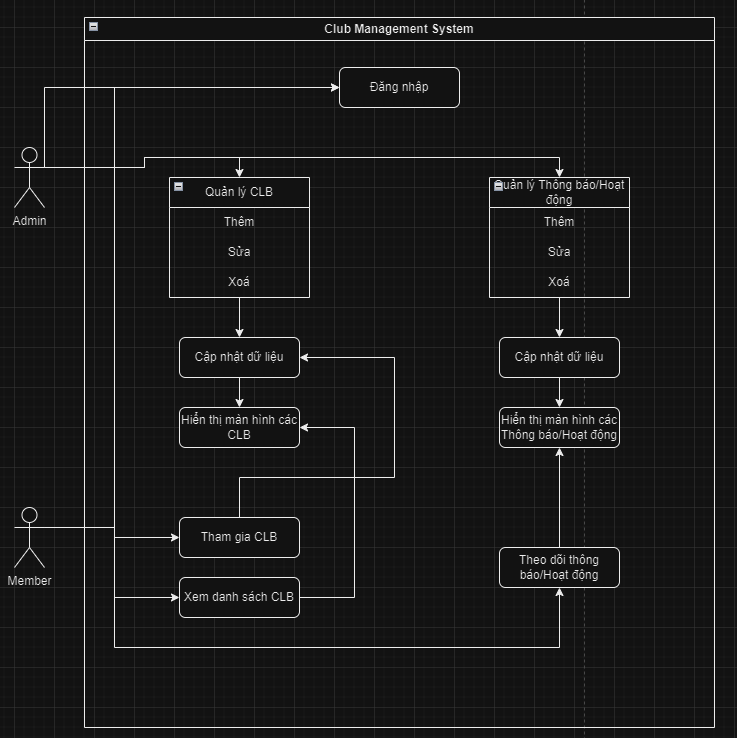 Club Management System
Đăng nhập
Admin
Quản lý CLB
Thêm
Sửa
Xoá
Quản lý Thông báo/Hoạt
động
Thêm
Sửa
Xoá
Cập nhật dữ liệu
Cập nhật dữ liệu
Hiển thị màn hình các
CLB
Hiển thị màn hình các
Thông báo/Hoạt động
Member
Tham gia CLB
Theo dõi thông
báo/Hoạt động
Xem danh sách CLB